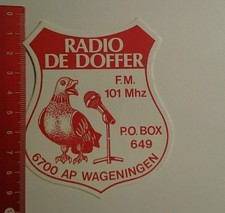 RADIO
DE DOFFER
F.M.
101 Mhz
P.O. BOX
649
6700 AP WAGENINGEN